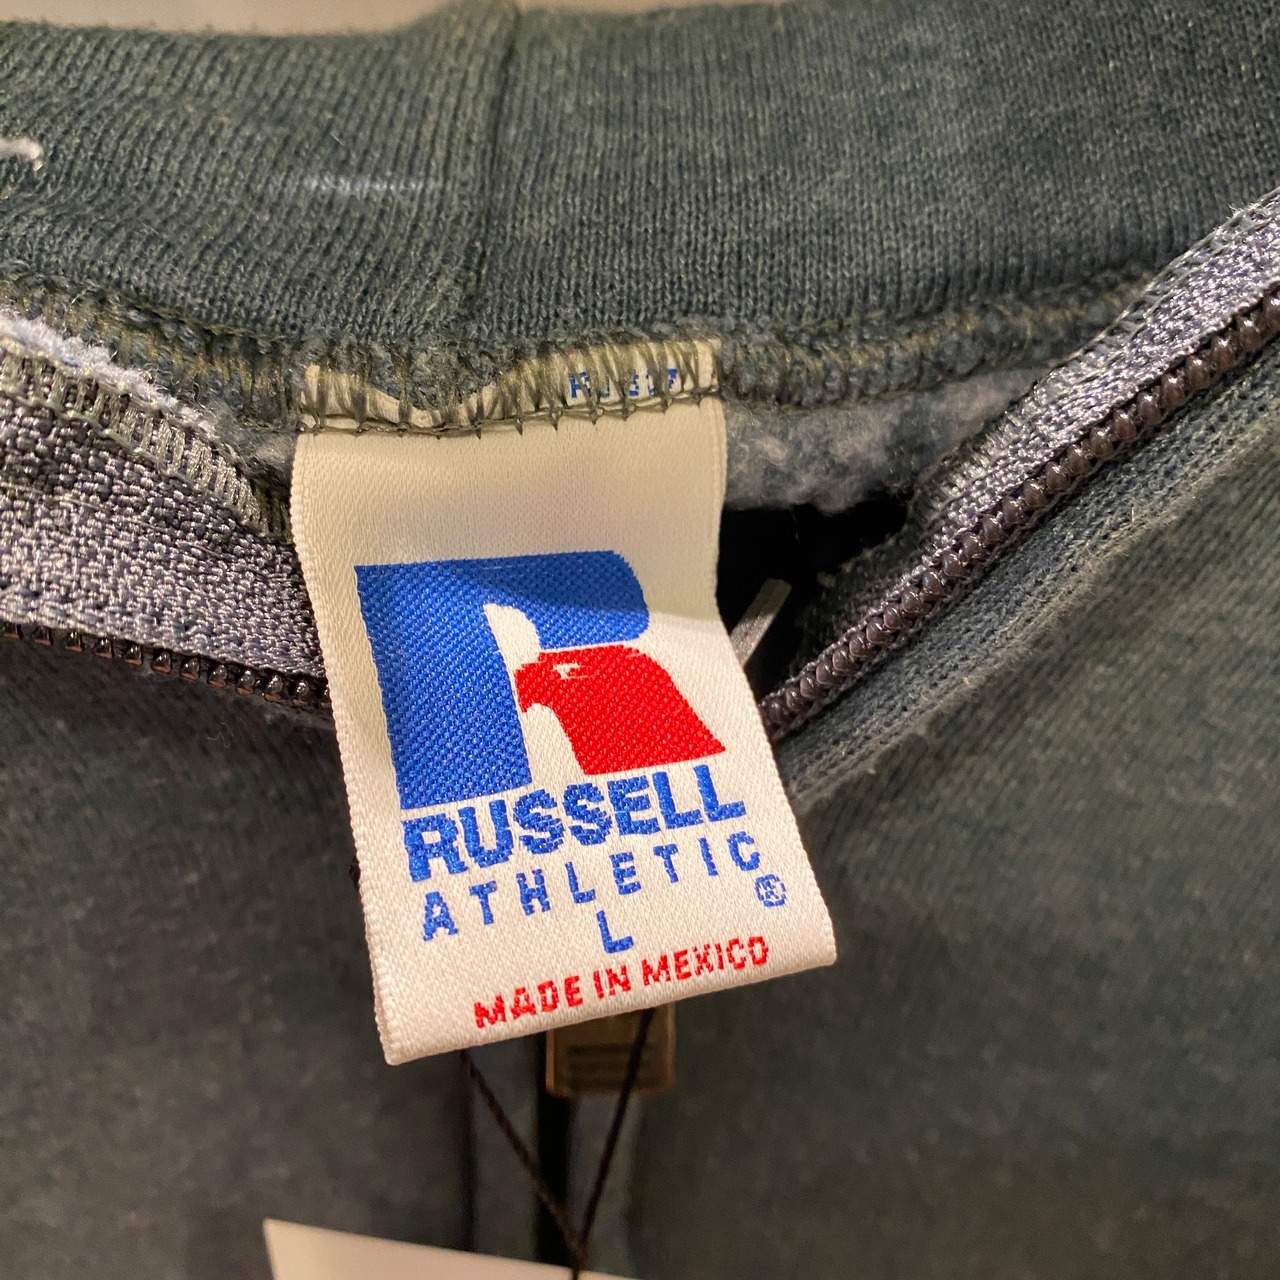 RUSSELL
ATHLETIC
®
L
MADE IN MEXICO